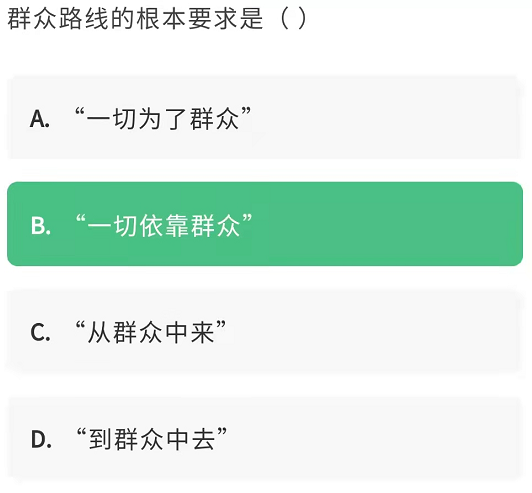 群众路线的根本要求是（ ）
A. “一切为了群众”
B. “一切依靠群众”
C. “从群众中来”
D. “到群众中去”